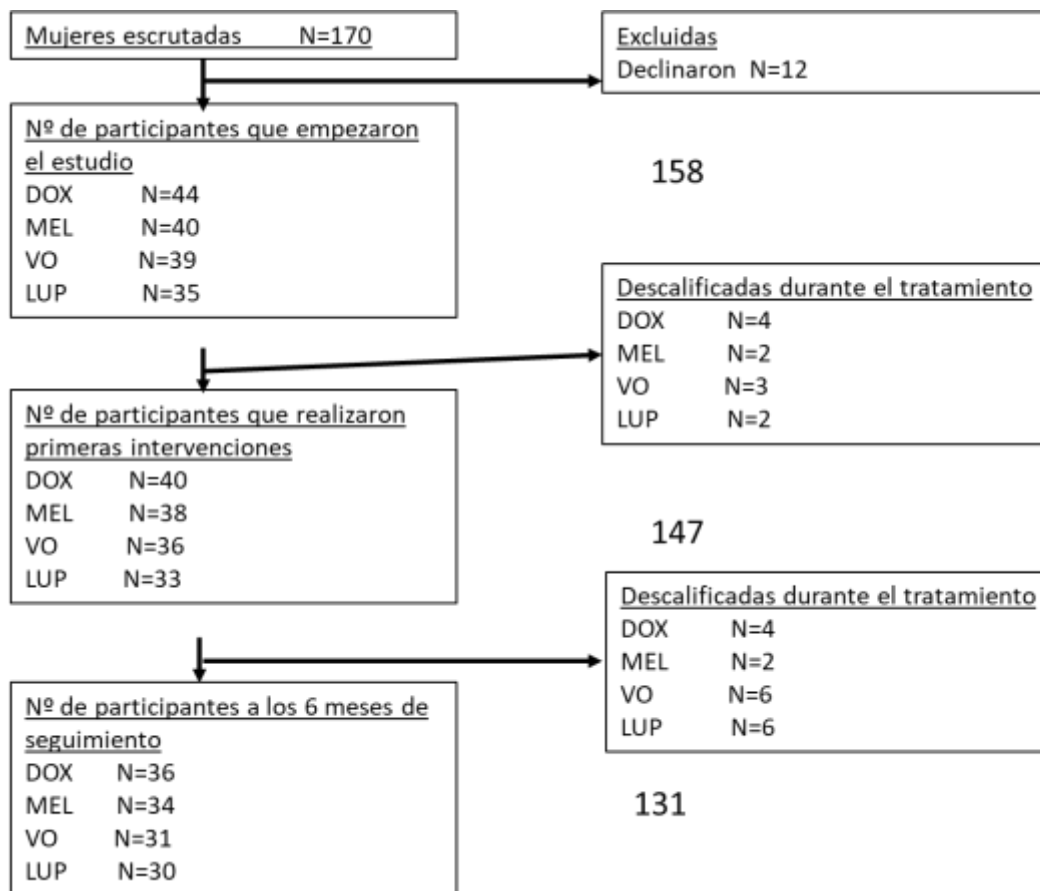 Mujeres escrutadas N=170
Excluidas
Declinaron N=12
Nº de participantes que empezaron
el estudio
DOX N=44
MEL N=40
VO N=39
LUP N=35
158
Descalificadas durante el tratamiento
DOX N=4
MEL N=2
VO N=3
LUP N=2
Nº de participantes que realizaron
primeras intervenciones
DOX N=40
MEL N=38
VO N=36
LUP N=33
147
Descalificadas durante el tratamiento
DOX N=4
MEL N=2
VO N=6
LUP N=6
Nº de participantes a los 6 meses de
seguimiento
DOX N=36
MEL N=34
VO N=31
LUP N=30
131